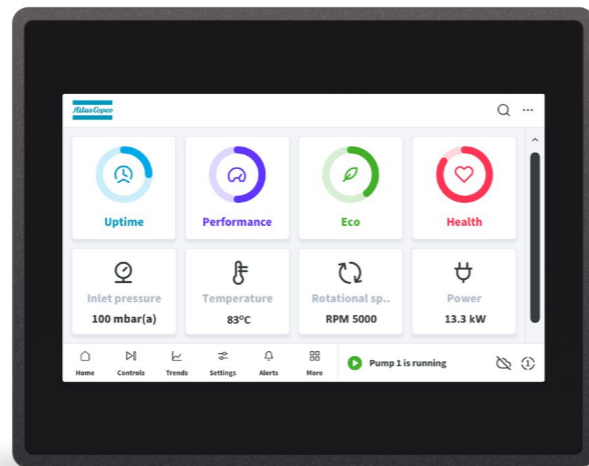 Atlas Copco
Uptime
Performance
Eco
Health
Inlet pressure
100 mbar(a)
Temperature
83°C
Rotational sp..
RPM 5000
Power
13.3 kW
Home
Controls
Trends
Settings
Alerts
More
Pump 1 is running
1